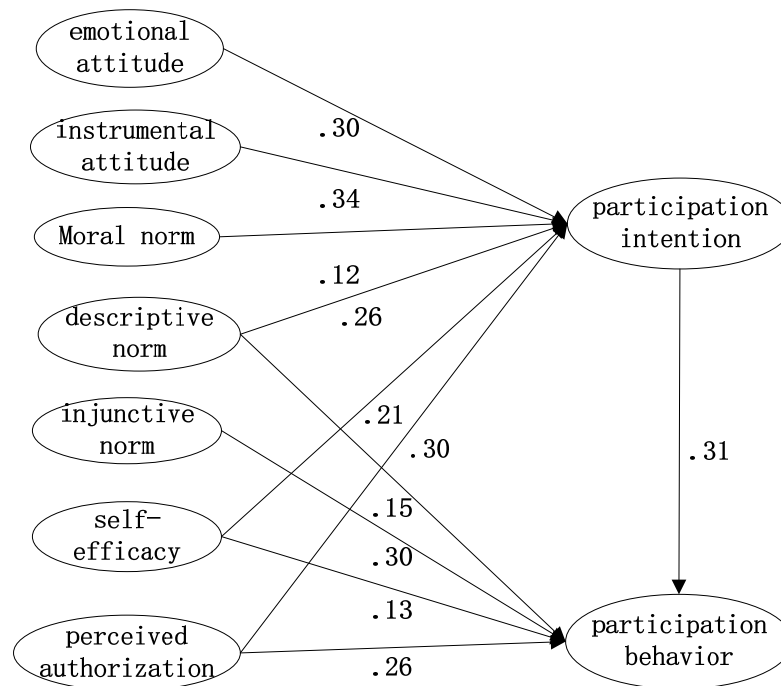 emotional
attitude
instrumental
attitude
Moral norm
descriptive
norm
injunctive
norm
self-
efficacy
perceived
authorization
.30
.34
.12
.26
.21
.30
.15
.30
.13
.26
participation
intention
.31
participation
behavior